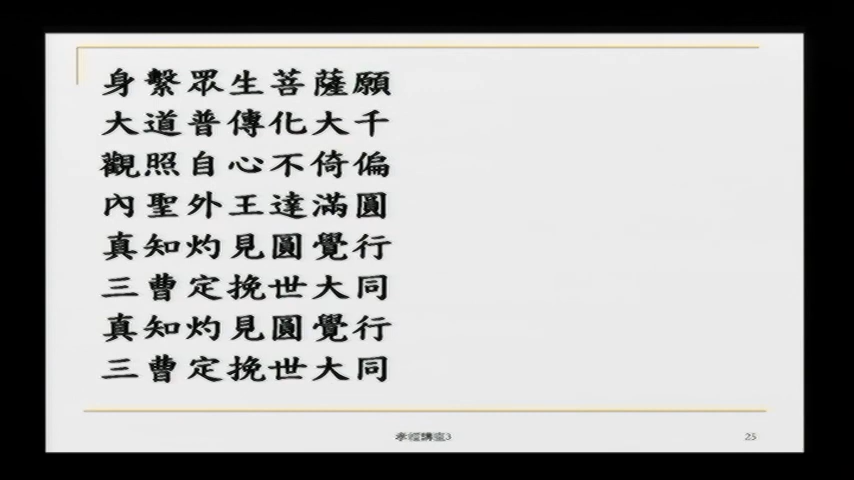 身繫眾生菩薩願
大道普傳化大千
觀照自心不倚偏
內聖外王達滿圓
真知灼見圓覺行
三曹定挽世大同
真知灼見圓覺行
三曹定挽世大同
孝經講座3
25